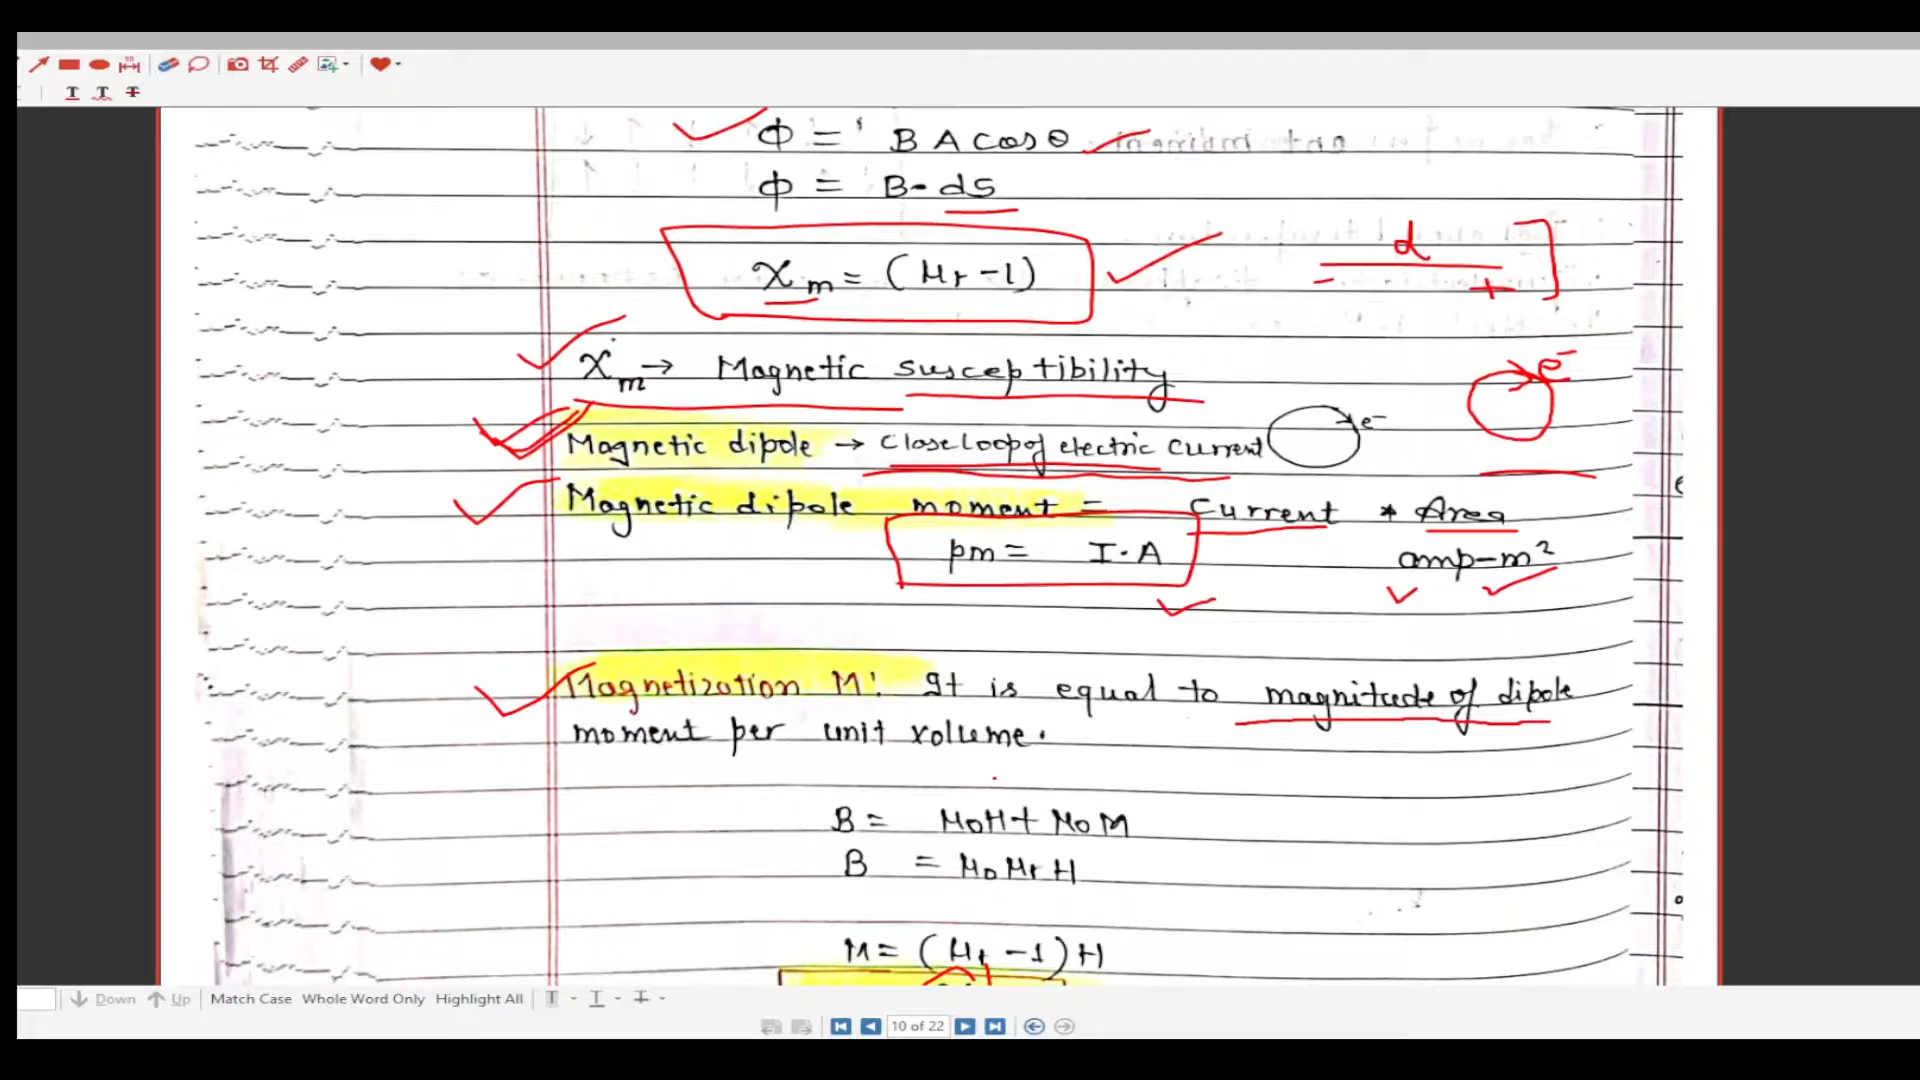 Φ = BA cosθ
Φ = B·ds
d
- +
χm = (μr-1)
χm → Magnetic susceptibility
e-
Magnetic dipole → Close loop of electric current e-
Magnetic dipole moment = Current * Area
pm = I·A amp-m²
Magnetization M: It is equal to magnitude of dipole
moment per unit volume.
B = μ0H + μ0M
B = μ0μrH
M = (μr-1)H
Down Up Match Case Whole Word Only Highlight All T T T
10 of 22